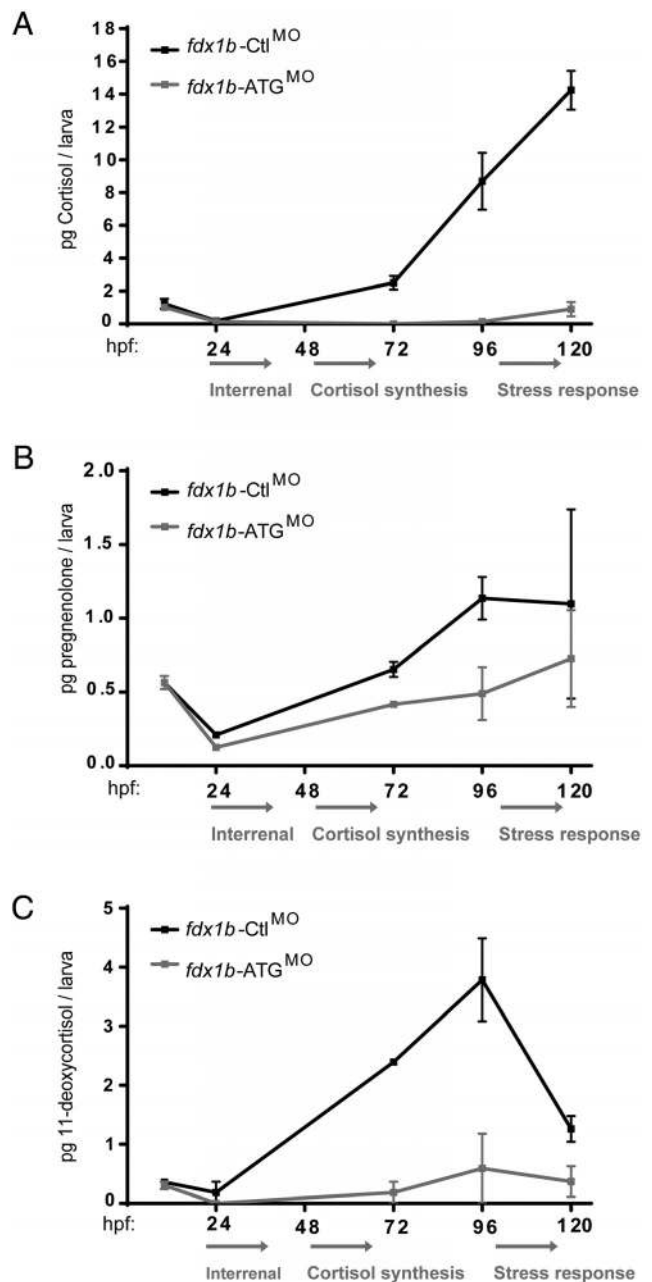 A
fdx1b-Ctl^MO
fdx1b-ATG^MO
pg Cortisol / larva
18
16
14
12
10
8
6
4
2
0
hpf: 24 48 72 96 120
Interrenal Cortisol synthesis Stress response
B
fdx1b-Ctl^MO
fdx1b-ATG^MO
pg pregnenolone / larva
2.0
1.5
1.0
0.5
0.0
hpf: 24 48 72 96 120
Interrenal Cortisol synthesis Stress response
C
fdx1b-Ctl^MO
fdx1b-ATG^MO
pg 11-deoxycortisol / larva
5
4
3
2
1
0
hpf: 24 48 72 96 120
Interrenal Cortisol synthesis Stress response